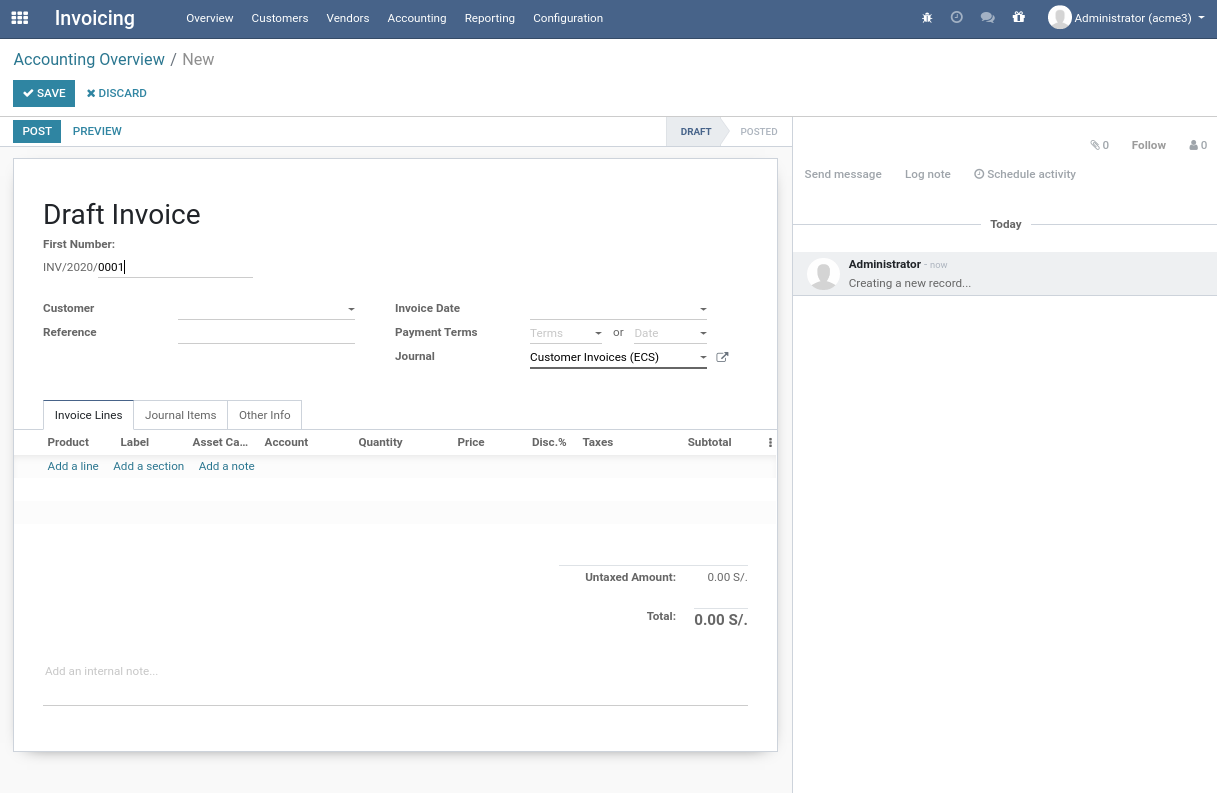 Invoicing Overview Customers Vendors Accounting Reporting Configuration Administrator (acme3)
Accounting Overview / New
SAVE DISCARD
POST PREVIEW DRAFT POSTED
0 Follow 0
Send message Log note Schedule activity
Today
Administrator - now
Creating a new record...
Draft Invoice
First Number:
INV/2020/0001
Customer Invoice Date
Reference Payment Terms Terms or Date
Journal Customer Invoices (ECS)
Invoice Lines Journal Items Other Info
Product Label Asset Ca... Account Quantity Price Disc.% Taxes Subtotal
Add a line Add a section Add a note
Untaxed Amount: 0.00 S/.
Total: 0.00 S/.
Add an internal note...